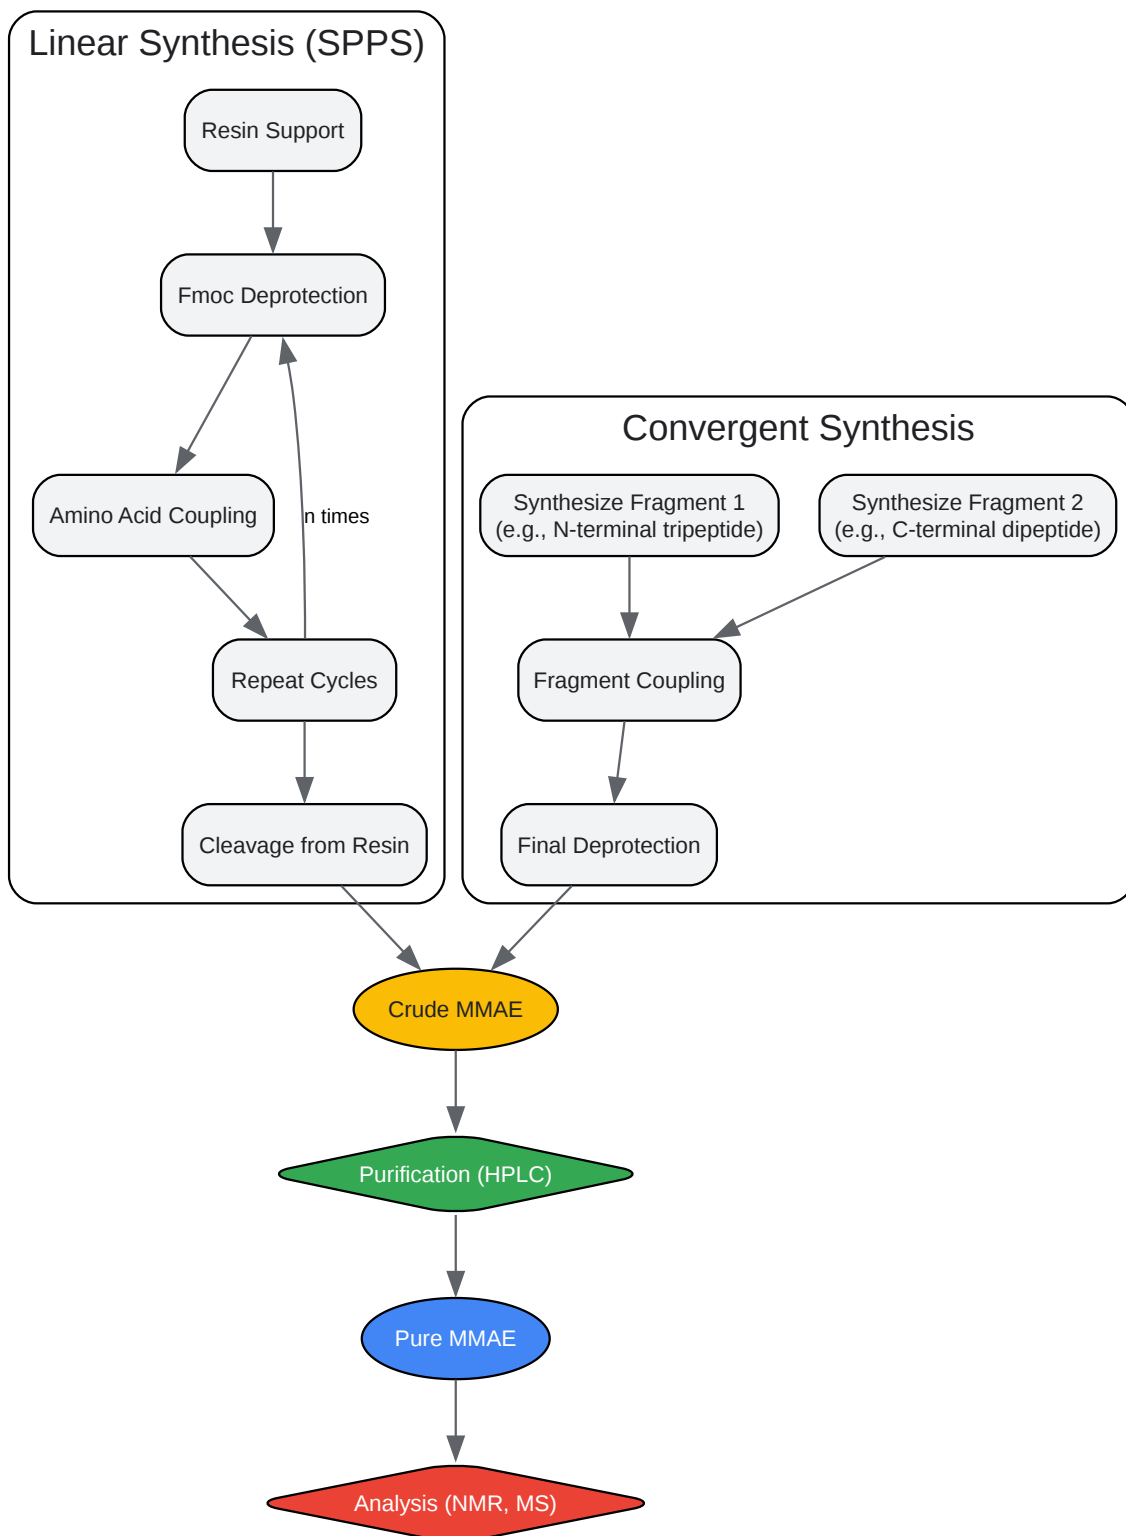 Linear Synthesis (SPPS)
Resin Support
Fmoc Deprotection
Amino Acid Coupling
n times
Repeat Cycles
Cleavage from Resin
Convergent Synthesis
Synthesize Fragment 1
(e.g., N-terminal tripeptide)
Synthesize Fragment 2
(e.g., C-terminal dipeptide)
Fragment Coupling
Final Deprotection
Crude MMAE
Purification (HPLC)
Pure MMAE
Analysis (NMR, MS)